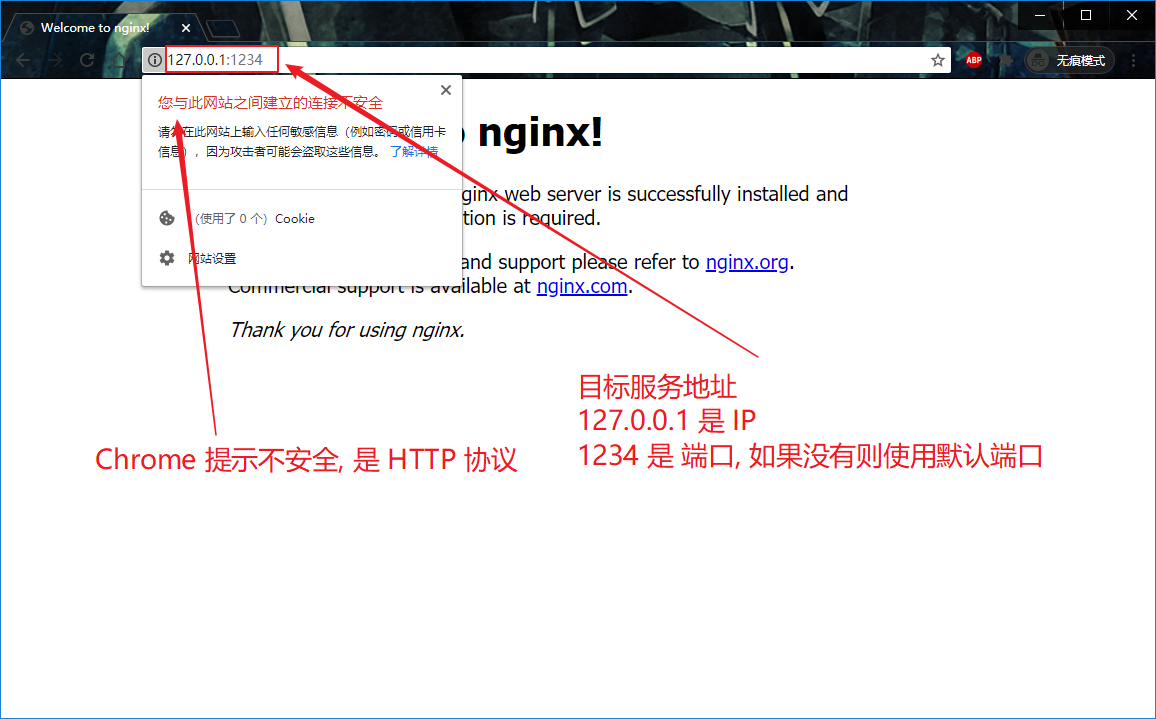 Welcome to nginx!
127.0.0.1:1234
ABP
无痕模式
您与此网站之间建立的连接不安全
请勿在此网站上输入任何敏感信息（例如密码或信用卡
信息），因为攻击者可能会盗取这些信息。 了解详情
（使用了 0 个）Cookie
网站设置
nginx!
nginx web server is successfully installed and
is required.
and support please refer to nginx.org.
Commercial support is available at nginx.com.
Thank you for using nginx.
目标服务地址
127.0.0.1 是 IP
1234 是 端口, 如果没有则使用默认端口
Chrome 提示不安全, 是 HTTP 协议